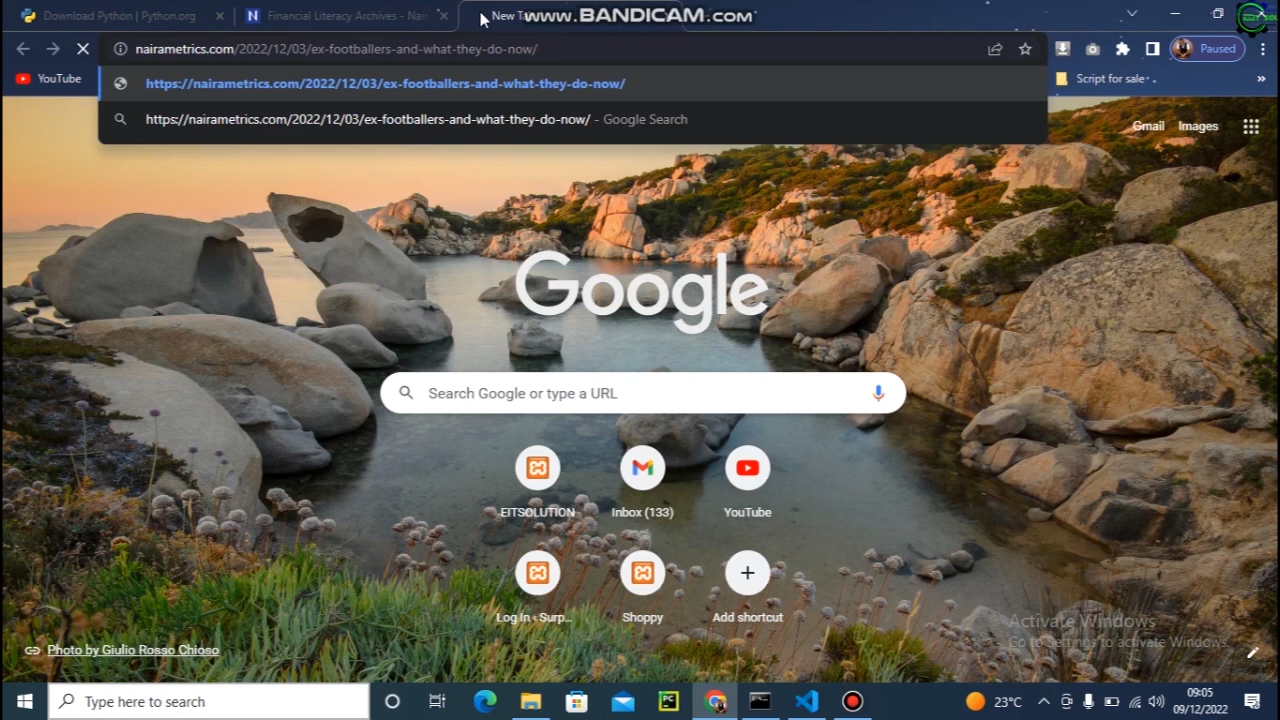 Download Python | Python.org
Financial Literacy Archives - Nair
New Ta
www.BANDICAM.com
nairametrics.com/2022/12/03/ex-footballers-and-what-they-do-now/
Paused
YouTube
https://nairametrics.com/2022/12/03/ex-footballers-and-what-they-do-now/
Script for sale
»
https://nairametrics.com/2022/12/03/ex-footballers-and-what-they-do-now/ - Google Search
Gmail
Images
Google
Search Google or type a URL
EITSOLUTION
Inbox (133)
YouTube
Log In ‹ Surp...
Shoppy
Add shortcut
Activate Windows
Go to Settings to activate Windows.
Photo by Giulio Rosso Chioso
Type here to search
PC
23°C
09:05
09/12/2022